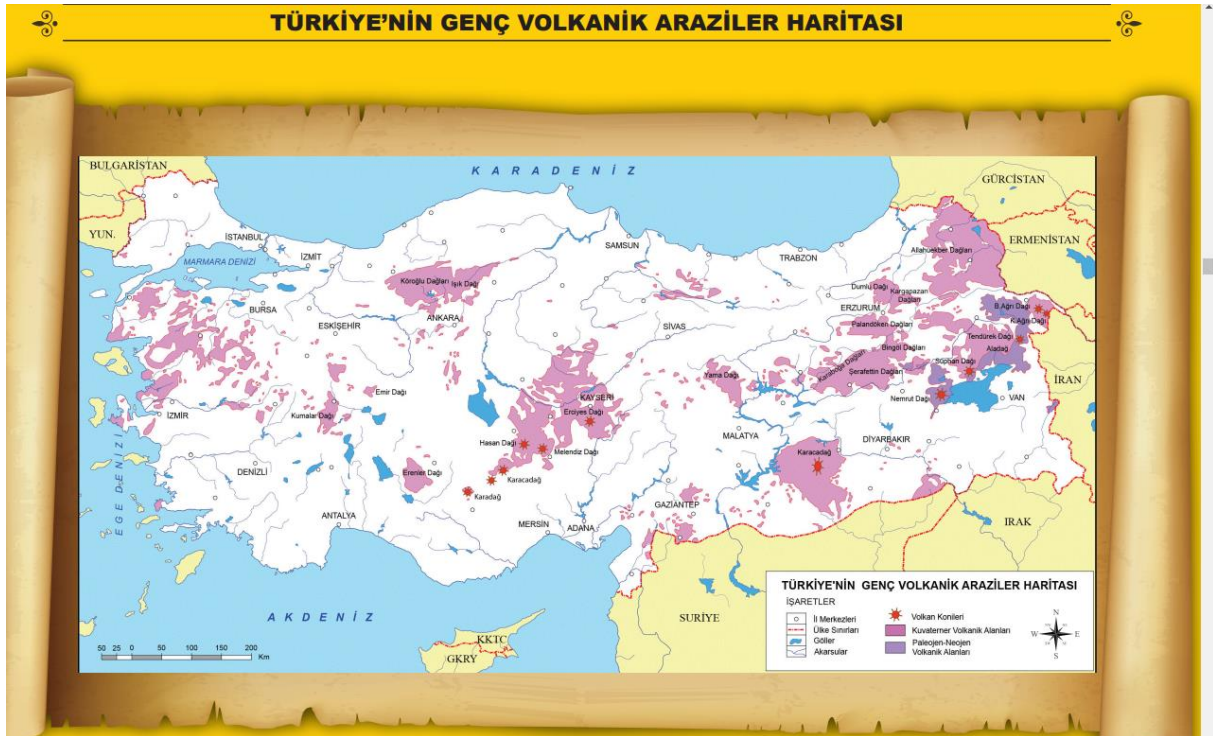 TÜRKİYE'NİN GENÇ VOLKANİK ARAZİLER HARİTASI
BULGARİSTAN
KARADENİZ
GÜRCİSTAN
YUN.
İSTANBUL
İZMİT
SAMSUN
TRABZON
ERMENİSTAN
MARMARA DENİZİ
Allahuekber Dağları
Köroğlu Dağları
Işık Dağı
Dumlu Dağı
Kargapazarı
Dağları
BURSA
ANKARA
ERZURUM
B.Ağrı Dağı
K.Ağrı Dağı
ESKİŞEHİR
SİVAS
Palandöken Dağları
Tendürek Dağı
Bingöl Dağları
Aladağ
Karaboğa Dağları
Süphan Dağı
Yama Dağı
Şerafettin Dağları
İRAN
Emir Dağı
KAYSERİ
Nemrut Dağı
VAN
İZMİR
Kumalar Dağı
Erciyes Dağı
EGE DENİZİ
Hasan Dağı
MALATYA
DİYARBAKIR
Melendiz Dağı
Karacadağ
DENİZLİ
Erenler Dağı
Karacadağ
Karadağ
GAZİANTEP
ANTALYA
MERSİN
ADANA
IRAK
AKDENİZ
SURİYE
KKTC
GKRY
50 25 0 50 100 150 200
Km
TÜRKİYE'NİN GENÇ VOLKANİK ARAZİLER HARİTASI
İŞARETLER
İl Merkezleri
Ülke Sınırları
Göller
Akarsular
Volkan Konileri
Kuvaterner Volkanik Alanları
Paleojen-Neojen
Volkanik Alanları
N
W
E
S